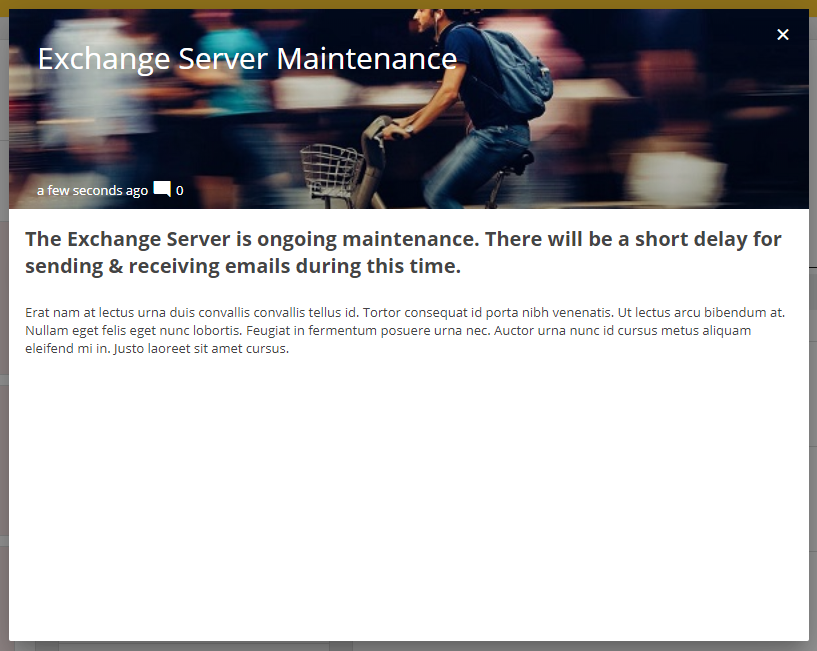 Exchange Server Maintenance
a few seconds ago 0
The Exchange Server is ongoing maintenance. There will be a short delay for
sending & receiving emails during this time.
Erat nam at lectus urna duis convallis convallis tellus id. Tortor consequat id porta nibh venenatis. Ut lectus arcu bibendum at.
Nullam eget felis eget nunc lobortis. Feugiat in fermentum posuere urna nec. Auctor urna nunc id cursus metus aliquam
eleifend mi in. Justo laoreet sit amet cursus.